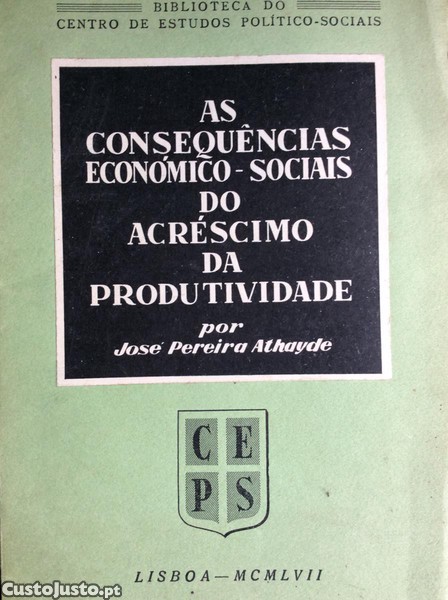 BIBLIOTECA DO
CENTRO DE ESTUDOS POLÍTICO-SOCIAIS
AS
CONSEQUÊNCIAS
ECONÓMICO - SOCIAIS
DO
ACRÉSCIMO
DA
PRODUTIVIDADE
por
José Pereira Athayde
C E
P S
LISBOA — MCMLVII
CustoJusto.pt